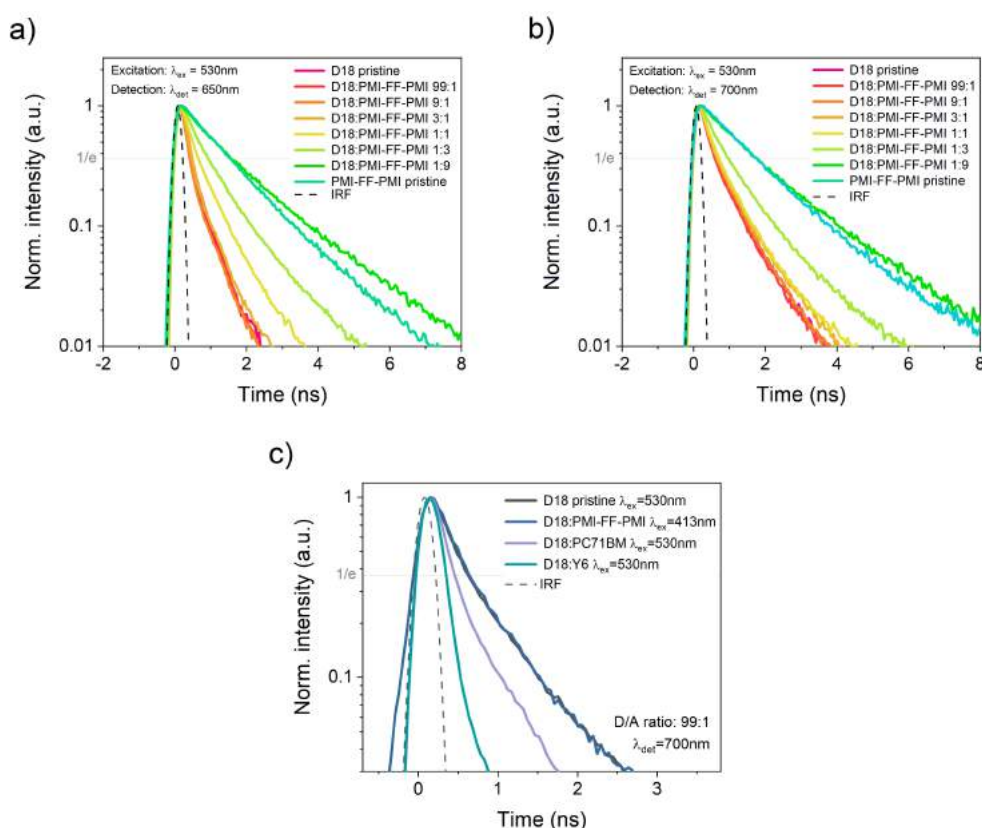 a)
Excitation: λex = 530nm
Detection: λdet = 650nm
D18 pristine
D18:PMI-FF-PMI 99:1
D18:PMI-FF-PMI 9:1
D18:PMI-FF-PMI 3:1
D18:PMI-FF-PMI 1:1
D18:PMI-FF-PMI 1:3
D18:PMI-FF-PMI 1:9
PMI-FF-PMI pristine
IRF
Norm. intensity (a.u.)
1
1/e
0.1
0.01
-2 0 2 4 6 8
Time (ns)
b)
Excitation: λex = 530nm
Detection: λdet = 700nm
D18 pristine
D18:PMI-FF-PMI 99:1
D18:PMI-FF-PMI 9:1
D18:PMI-FF-PMI 3:1
D18:PMI-FF-PMI 1:1
D18:PMI-FF-PMI 1:3
D18:PMI-FF-PMI 1:9
PMI-FF-PMI pristine
IRF
Norm. intensity (a.u.)
1
1/e
0.1
0.01
-2 0 2 4 6 8
Time (ns)
c)
D18 pristine λex=530nm
D18:PMI-FF-PMI λex=413nm
D18:PC71BM λex=530nm
D18:Y6 λex=530nm
IRF
Norm. intensity (a.u.)
1
1/e
0.1
D/A ratio: 99:1
λdet=700nm
0 1 2 3
Time (ns)